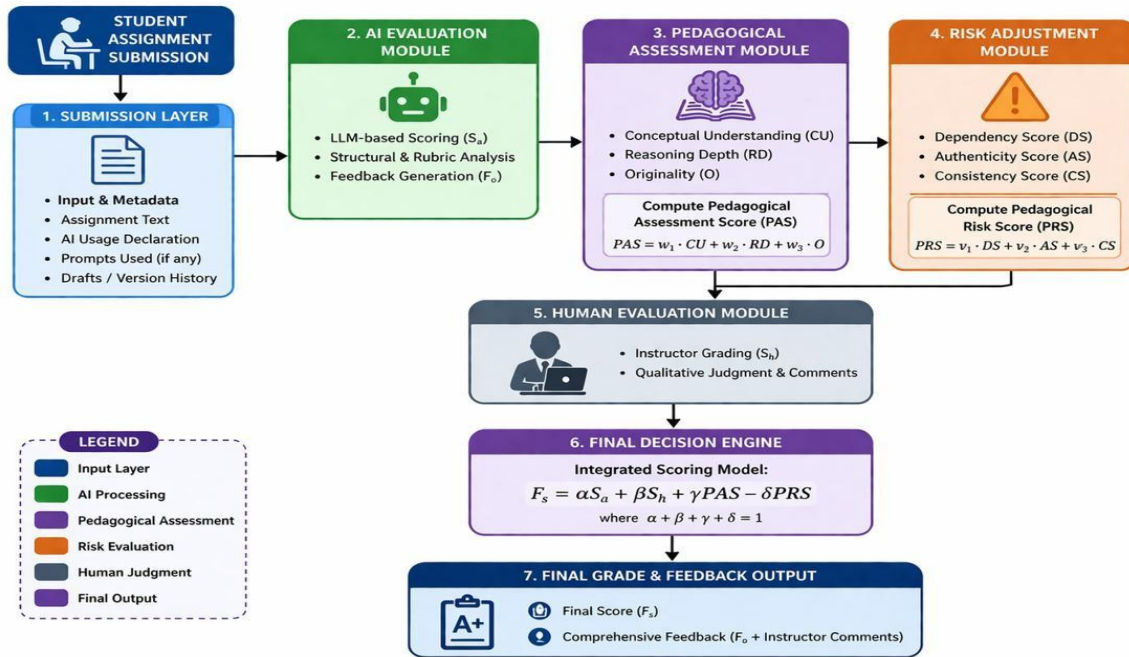 STUDENT
ASSIGNMENT
SUBMISSION
1. SUBMISSION LAYER
Input & Metadata
• Assignment Text
• AI Usage Declaration
• Prompts Used (if any)
• Drafts / Version History
2. AI EVALUATION
MODULE
• LLM-based Scoring (Sₐ)
• Structural & Rubric Analysis
• Feedback Generation (Fₒ)
3. PEDAGOGICAL
ASSESSMENT MODULE
• Conceptual Understanding (CU)
• Reasoning Depth (RD)
• Originality (O)
Compute Pedagogical
Assessment Score (PAS)
PAS = w₁ · CU + w₂ · RD + w₃ · O
4. RISK ADJUSTMENT
MODULE
• Dependency Score (DS)
• Authenticity Score (AS)
• Consistency Score (CS)
Compute Pedagogical
Risk Score (PRS)
PRS = v₁ · DS + v₂ · AS + v₃ · CS
5. HUMAN EVALUATION MODULE
• Instructor Grading (Sₕ)
• Qualitative Judgment & Comments
6. FINAL DECISION ENGINE
Integrated Scoring Model:
Fₛ = αSₐ + βSₕ + γPAS − δPRS
where α + β + γ + δ = 1
7. FINAL GRADE & FEEDBACK OUTPUT
A+
Final Score (Fₛ)
Comprehensive Feedback (Fₒ + Instructor Comments)
LEGEND
Input Layer
AI Processing
Pedagogical Assessment
Risk Evaluation
Human Judgment
Final Output